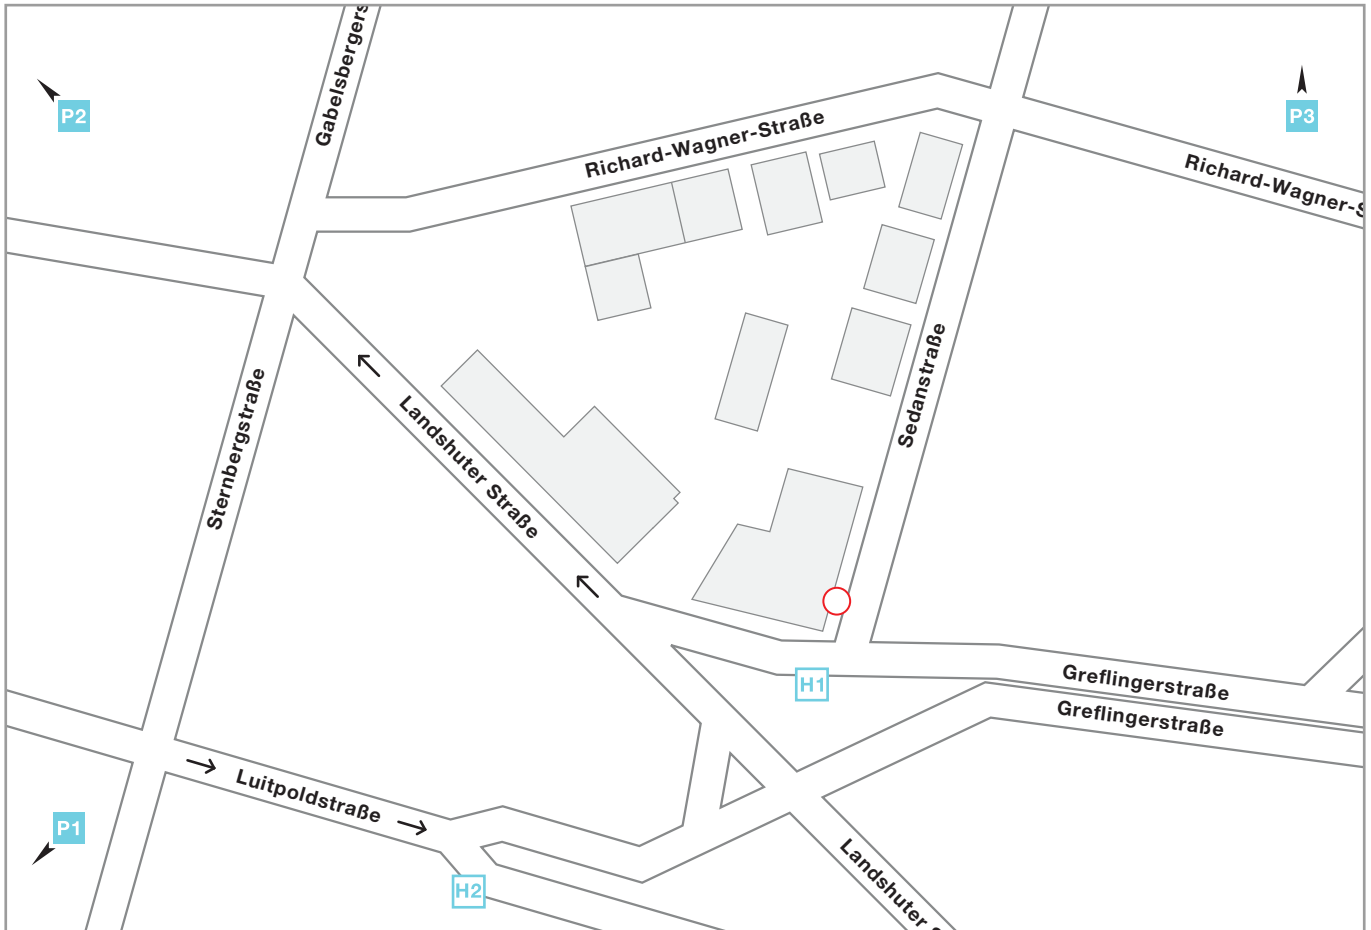 Gabelsbergers
P2
P3
Richard-Wagner-Straße
Richard-Wagner-S
Sedanstraße
Sternbergstraße
Landshuter Straße
Greflingerstraße
H1
Greflingerstraße
Luitpoldstraße
P1
H2
Landshuter S